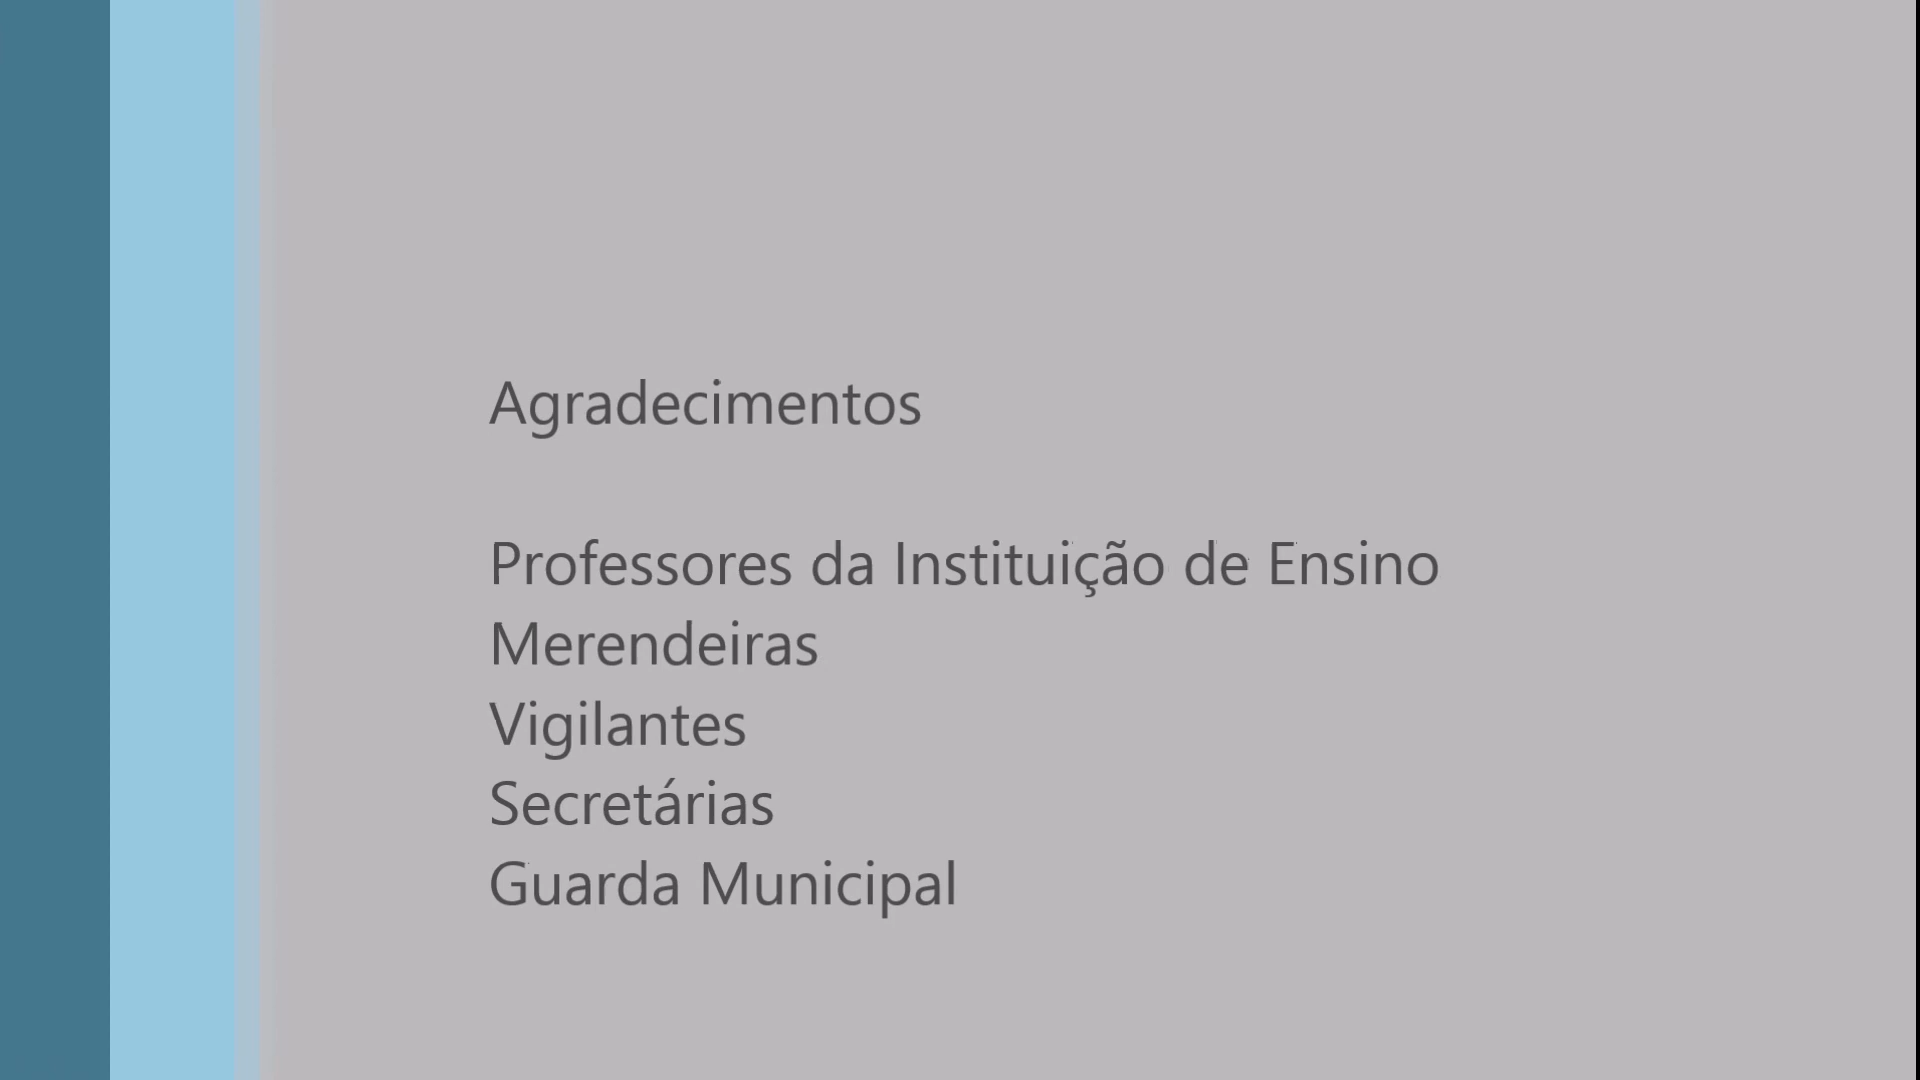 Agradecimentos
Professores da Instituição de Ensino
Merendeiras
Vigilantes
Secretárias
Guarda Municipal